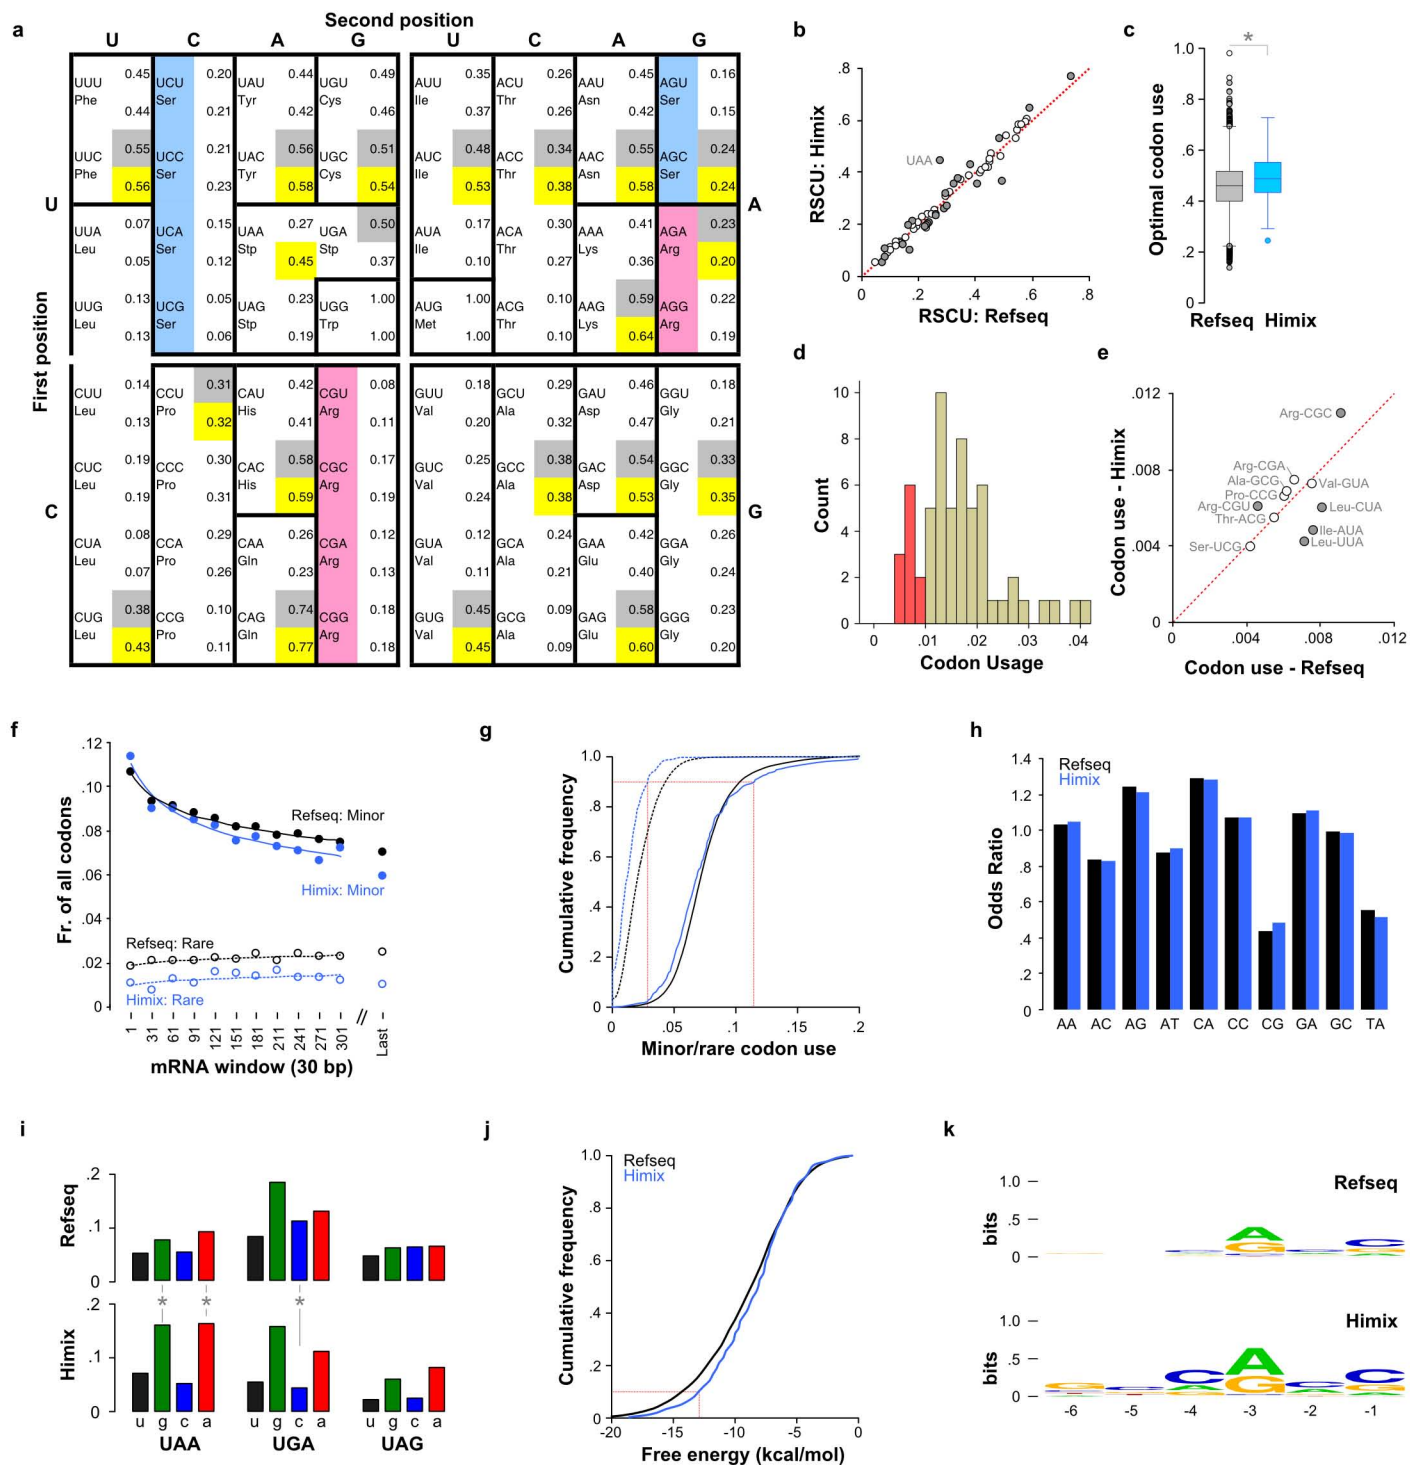 a
Second position
U C A G U C A G
First position
U
A
C
G
UUU Phe 0.45 0.44
UUC Phe 0.55 0.56
UUA Leu 0.07 0.05
UUG Leu 0.13 0.13
UCU Ser 0.20 0.21
UCC Ser 0.21 0.23
UCA Ser 0.15 0.12
UCG Ser 0.05 0.06
UAU Tyr 0.44 0.42
UAC Tyr 0.56 0.58
UAA Stp 0.27 0.45
UAG Stp 0.23 0.19
UGU Cys 0.49 0.46
UGC Cys 0.51 0.54
UGA Stp 0.50 0.37
UGG Trp 1.00 1.00
AUU Ile 0.35 0.37
AUC Ile 0.48 0.53
AUA Ile 0.17 0.10
AUG Met 1.00 1.00
ACU Thr 0.26 0.26
ACC Thr 0.34 0.38
ACA Thr 0.30 0.27
ACG Thr 0.10 0.10
AAU Asn 0.45 0.42
AAC Asn 0.55 0.58
AAA Lys 0.41 0.36
AAG Lys 0.59 0.64
AGU Ser 0.16 0.15
AGC Ser 0.24 0.24
AGA Arg 0.23 0.20
AGG Arg 0.22 0.19
CUU Leu 0.14 0.13
CUC Leu 0.19 0.19
CUA Leu 0.08 0.07
CUG Leu 0.38 0.43
CCU Pro 0.31 0.32
CCC Pro 0.30 0.31
CCA Pro 0.29 0.26
CCG Pro 0.10 0.11
CAU His 0.42 0.41
CAC His 0.58 0.59
CAA Gln 0.26 0.23
CAG Gln 0.74 0.77
CGU Arg 0.08 0.11
CGC Arg 0.17 0.19
CGA Arg 0.12 0.13
CGG Arg 0.18 0.18
GUU Val 0.18 0.20
GUC Val 0.25 0.24
GUA Val 0.12 0.11
GUG Val 0.45 0.45
GCU Ala 0.29 0.32
GCC Ala 0.38 0.38
GCA Ala 0.24 0.21
GCG Ala 0.09 0.09
GAU Asp 0.46 0.47
GAC Asp 0.54 0.53
GAA Glu 0.42 0.40
GAG Glu 0.58 0.60
GGU Gly 0.18 0.21
GGC Gly 0.33 0.35
GGA Gly 0.26 0.24
GGG Gly 0.23 0.20
b
RSCU: Himix
.8
.6
.4
.2
0
UAA
0 .2 .4 .6 .8
RSCU: Refseq
c
*
Optimal codon use
1.0
.8
.6
.4
.2
0
Refseq Himix
d
Count
10
8
6
4
2
0
0 .01 .02 .03 .04
Codon Usage
e
Codon use - Himix
.012
.008
.004
0
Arg-CGC
Arg-CGA
Ala-GCG
Val-GUA
Pro-CCG
Arg-CGU
Leu-CUA
Thr-ACG
Ile-AUA
Leu-UUA
Ser-UCG
0 .004 .008 .012
Codon use - Refseq
f
Fr. of all codons
.12
.10
.08
.06
.04
.02
0
Refseq: Minor
Himix: Minor
Refseq: Rare
Himix: Rare
1 31 61 91 121 151 181 211 241 271 301 // Last
mRNA window (30 bp)
g
Cumulative frequency
1.0
.8
.6
.4
.2
0
0 .05 .1 .15 .2
Minor/rare codon use
h
Refseq
Himix
Odds Ratio
1.4
1.2
1.0
.8
.6
.4
.2
0
AA AC AG AT CA CC CG GA GC TA
i
Refseq
.2
.1
0
* * *
Himix
.2
.1
0
u g c a u g c a u g c a
UAA UGA UAG
j
Refseq
Himix
Cumulative frequency
1.0
.8
.6
.4
.2
0
-20 -15 -10 -5 0
Free energy (kcal/mol)
k
Refseq
bits
1.0
.5
0
A
G
C
G
Himix
bits
1.0
.5
0
G
C
C
A
A
G
C
A
C
G
-6 -5 -4 -3 -2 -1